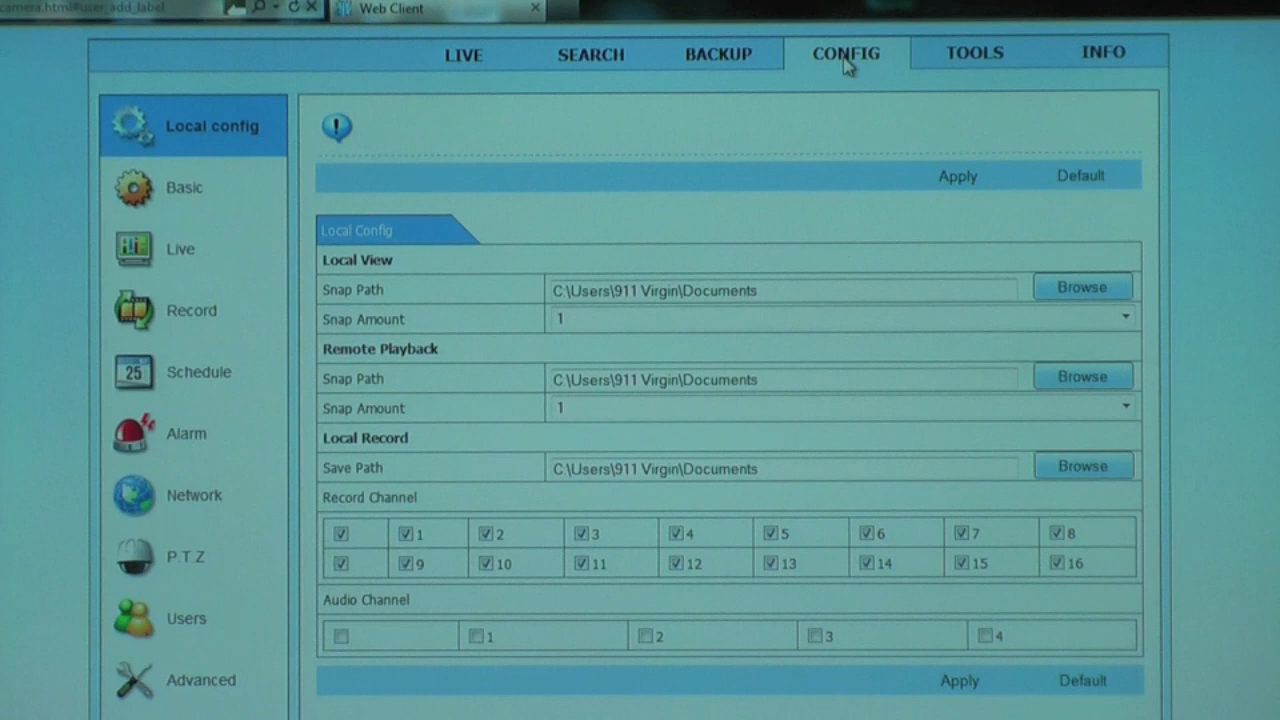 camera.html#user_add_label
Web Client
LIVE SEARCH BACKUP CONFIG TOOLS INFO
Local config
Basic
Live
Record
25 Schedule
Alarm
Network
P.T.Z
Users
Advanced
Apply Default
Local Config
Local View
Snap Path C:\Users\911 Virgin\Documents Browse
Snap Amount 1
Remote Playback
Snap Path C:\Users\911 Virgin\Documents Browse
Snap Amount 1
Local Record
Save Path C:\Users\911 Virgin\Documents Browse
Record Channel
1 2 3 4 5 6 7 8
9 10 11 12 13 14 15 16
Audio Channel
1 2 3 4
Apply Default